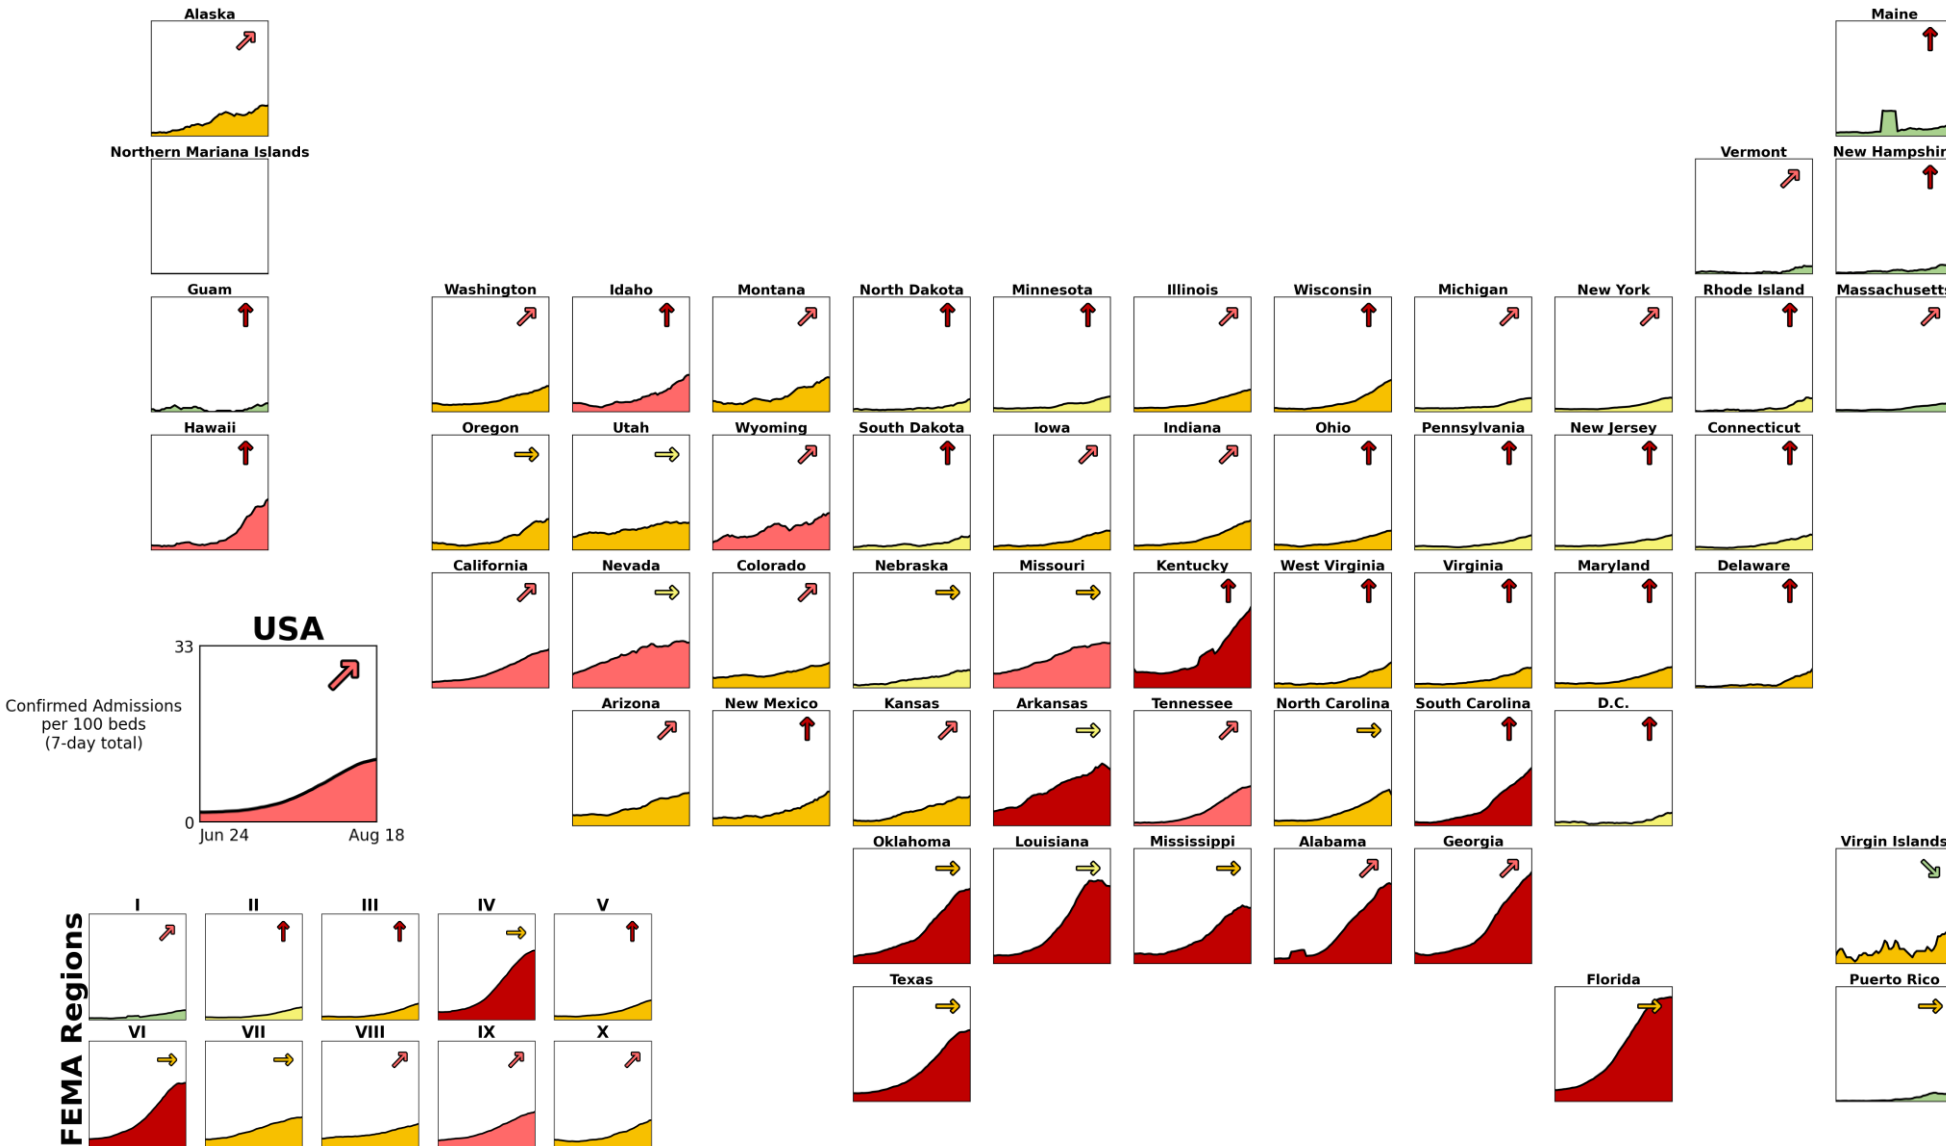 Alaska
Maine
Northern Mariana Islands
Vermont
New Hampshir
Guam
Washington
Idaho
Montana
North Dakota
Minnesota
Illinois
Wisconsin
Michigan
New York
Rhode Island
Massachusetts
Hawaii
Oregon
Utah
Wyoming
South Dakota
Iowa
Indiana
Ohio
Pennsylvania
New Jersey
Connecticut
California
Nevada
Colorado
Nebraska
Missouri
Kentucky
West Virginia
Virginia
Maryland
Delaware
USA
33
Confirmed Admissions
per 100 beds
(7-day total)
0
Jun 24
Aug 18
Arizona
New Mexico
Kansas
Arkansas
Tennessee
North Carolina
South Carolina
D.C.
Oklahoma
Louisiana
Mississippi
Alabama
Georgia
Virgin Islands
Texas
Florida
Puerto Rico
FEMA Regions
I
II
III
IV
V
VI
VII
VIII
IX
X